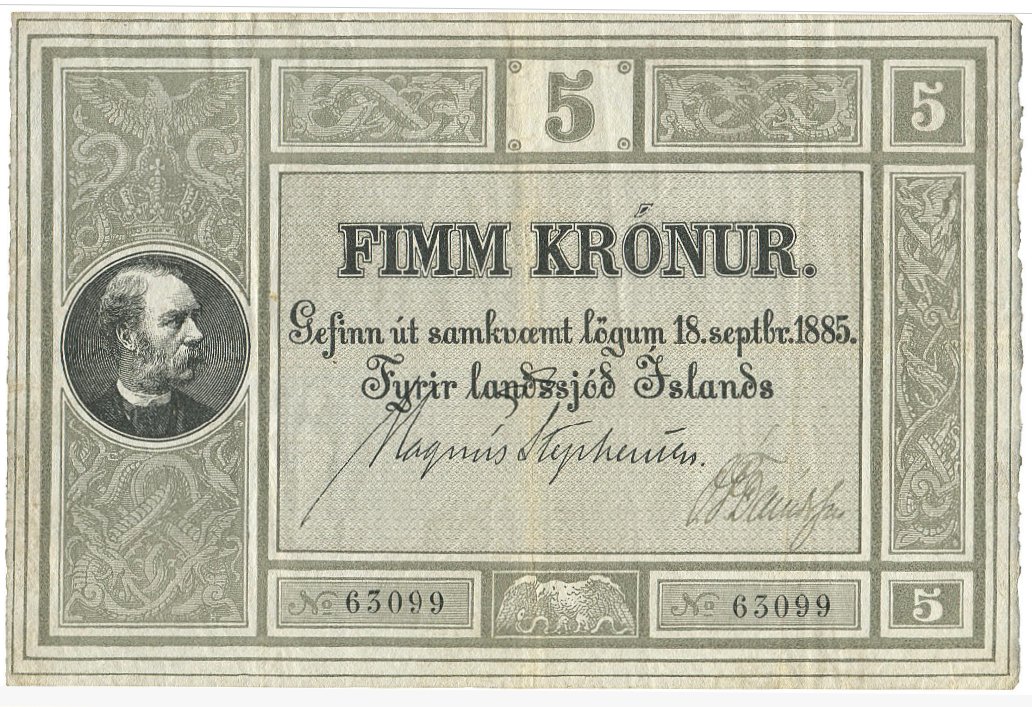 5
5
FIMM KRÓNUR.
Gefinn út samkvæmt lögum 18. septbr. 1885.
Fyrir landssjóð Íslands
Magnús Stephensen.
No 63099
No 63099
5